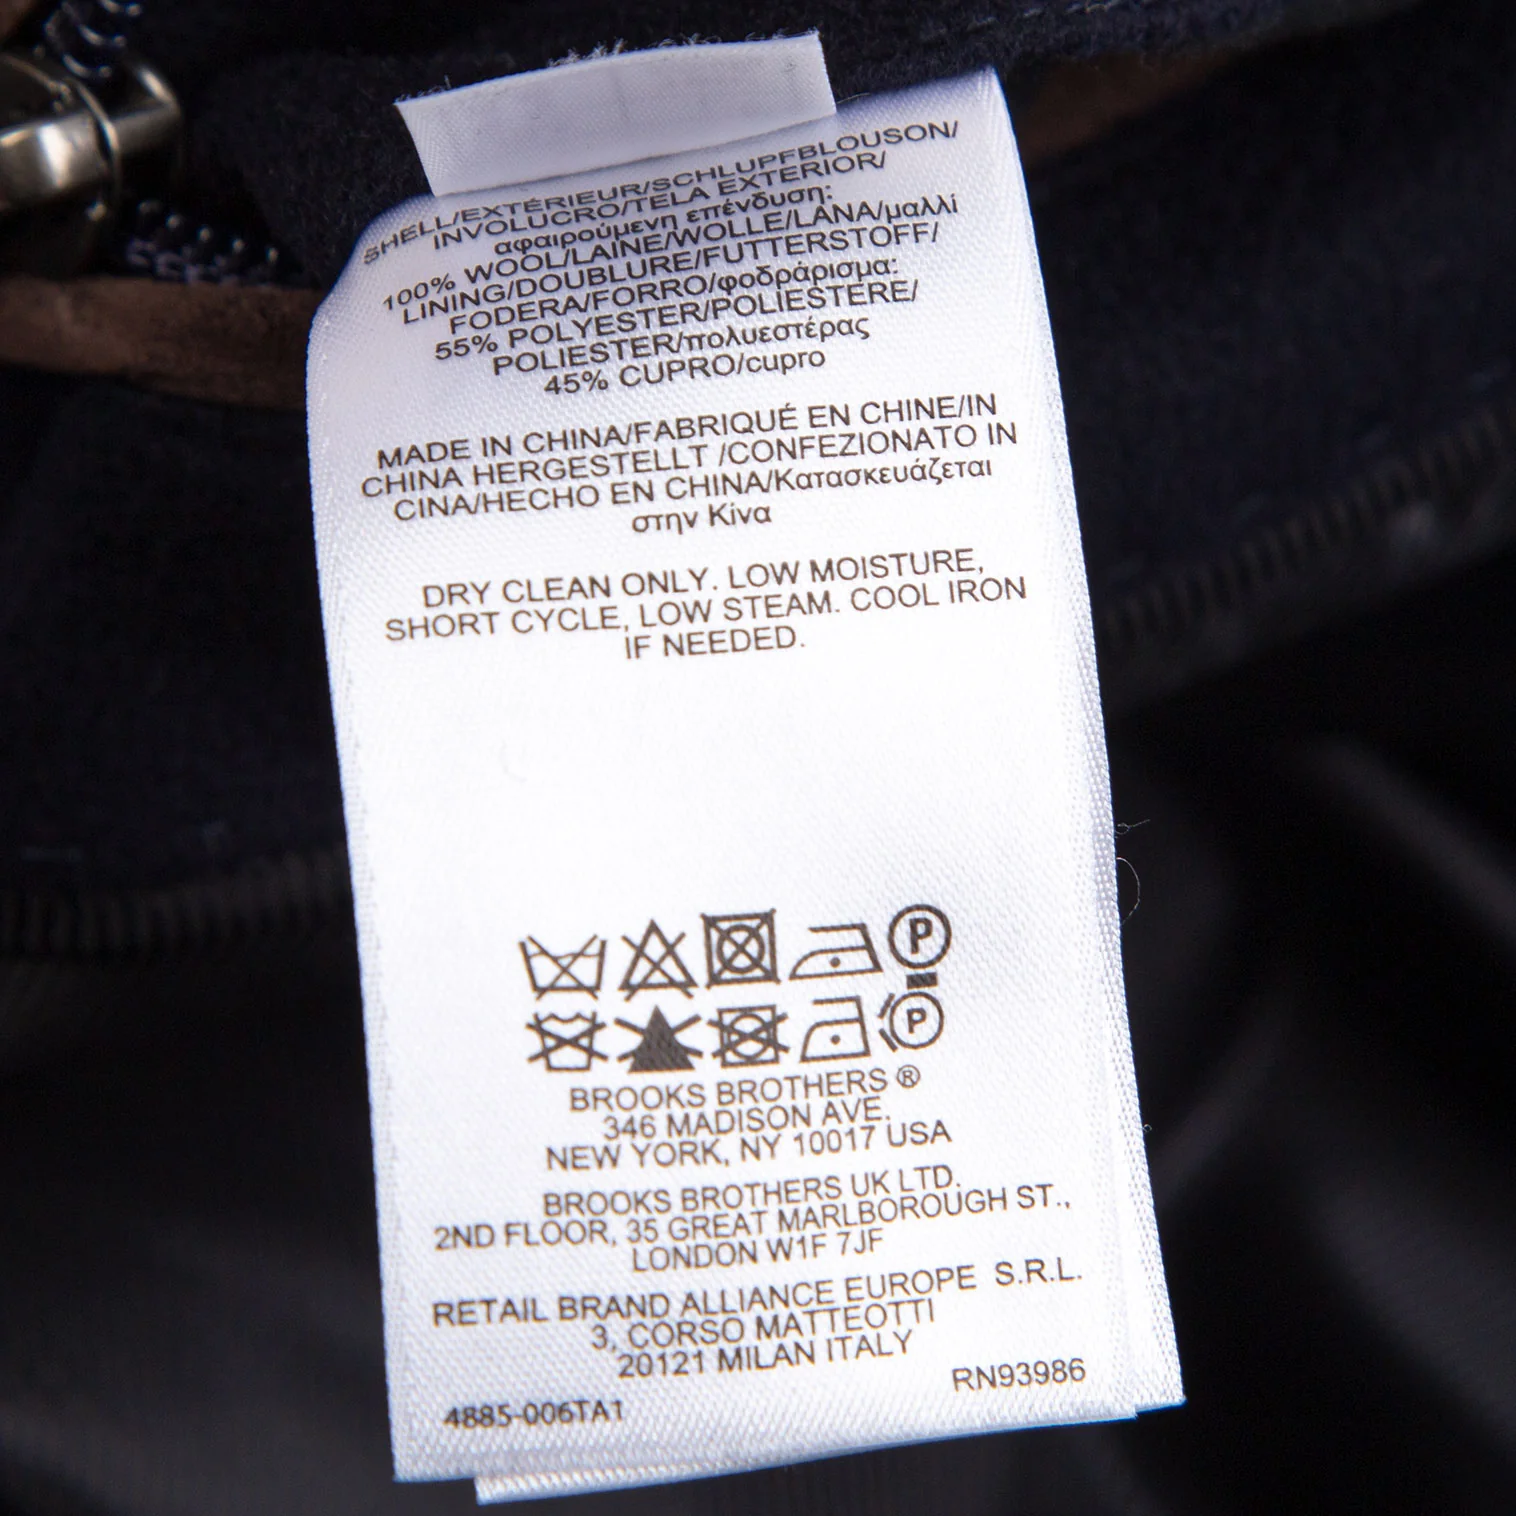 SHELL/EXTÉRIEUR/SCHLUPFBLOUSON/
INVOLUCRO/TELA EXTERIOR/
αφαιρούμενη επένδυση:
100% WOOL/LAINE/WOLLE/LANA/μαλλί
LINING/DOUBLURE/FUTTERSTOFF/
FODERA/FORRO/φοδράρισμα:
55% POLYESTER/POLIESTERE/
POLIESTER/πολυεστέρας
45% CUPRO/cupro
MADE IN CHINA/FABRIQUÉ EN CHINE/IN
CHINA HERGESTELLT /CONFEZIONATO IN
CINA/HECHO EN CHINA/Κατασκευάζεται
στην Κίνα
DRY CLEAN ONLY. LOW MOISTURE,
SHORT CYCLE, LOW STEAM. COOL IRON
IF NEEDED.
P
P
BROOKS BROTHERS ®
346 MADISON AVE.
NEW YORK, NY 10017 USA
BROOKS BROTHERS UK LTD.
2ND FLOOR, 35 GREAT MARLBOROUGH ST.,
LONDON W1F 7JF
RETAIL BRAND ALLIANCE EUROPE S.R.L.
3, CORSO MATTEOTTI
20121 MILAN ITALY
RN93986
4885-006TA1